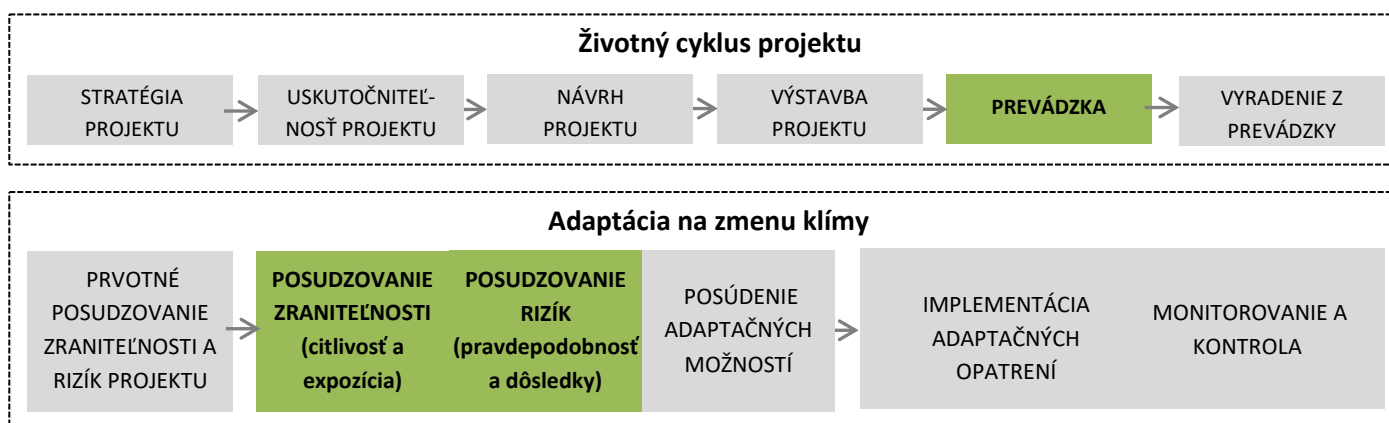 Životný cyklus projektu
STRATÉGIA
PROJEKTU
USKUTOČNITEĽ-
NOSŤ PROJEKTU
NÁVRH
PROJEKTU
VÝSTAVBA
PROJEKTU
PREVÁDZKA
VYRADENIE Z
PREVÁDZKY
Adaptácia na zmenu klímy
PRVOTNÉ
POSUDZOVANIE
ZRANITEĽNOSTI A
RIZÍK PROJEKTU
POSUDZOVANIE
ZRANITEĽNOSTI
(citlivosť a
expozícia)
POSUDZOVANIE
RIZÍK
(pravdepodobnosť
a dôsledky)
POSÚDENIE
ADAPTAČNÝCH
MOŽNOSTÍ
IMPLEMENTÁCIA
ADAPTAČNÝCH
OPATRENÍ
MONITOROVANIE A
KONTROLA